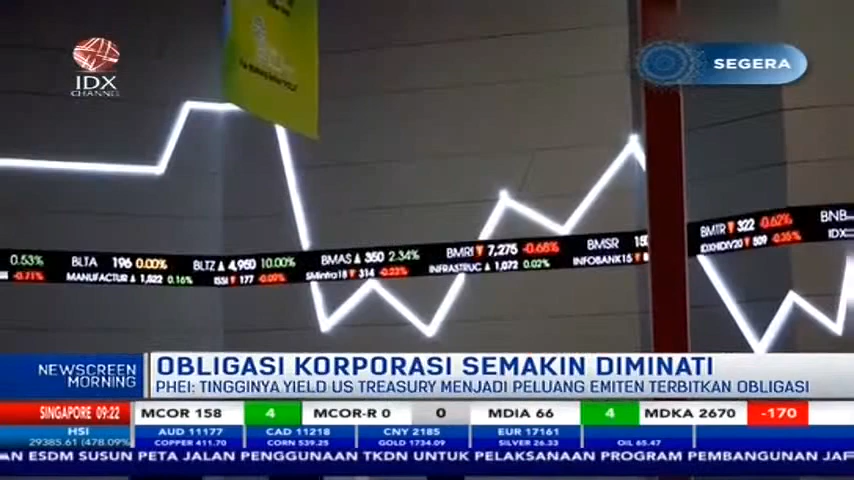 IDX
CHANNEL
SEGERA
0.53% BLTA 196 0.00% BLTZ ▲ 4,950 10.00% BMAS ▲ 350 2.34% BMRI ▼ 7,275 -0.68% BMSR BMTR ▼ 322 -0.62% BNB
-0.71% MANUFACTUR ▲ 1,822 0.16% ISSI ▼ 177 -0.09% SMinfra18 ▼ 314 -0.23% INFRASTRUC ▲ 1,072 0.02% INFOBANK15 ▼ IDXHIDIV20 ▼ 509 -0.35% IDX
NEWSCREEN
MORNING
OBLIGASI KORPORASI SEMAKIN DIMINATI
PHEI: TINGGINYA YIELD US TREASURY MENJADI PELUANG EMITEN TERBITKAN OBLIGASI
SINGAPORE 09:22 MCOR 158 4 MCOR-R 0 0 MDIA 66 4 MDKA 2670 -170
HSI AUD 11177 CAD 11218 CNY 2185 EUR 17161
29385.61 (478.09%) COPPER 411.70 CORN 539.25 GOLD 1734.09 SILVER 26.33 OIL 65.47
AN ESDM SUSUN PETA JALAN PENGGUNAAN TKDN UNTUK PELAKSANAAN PROGRAM PEMBANGUNAN JAR